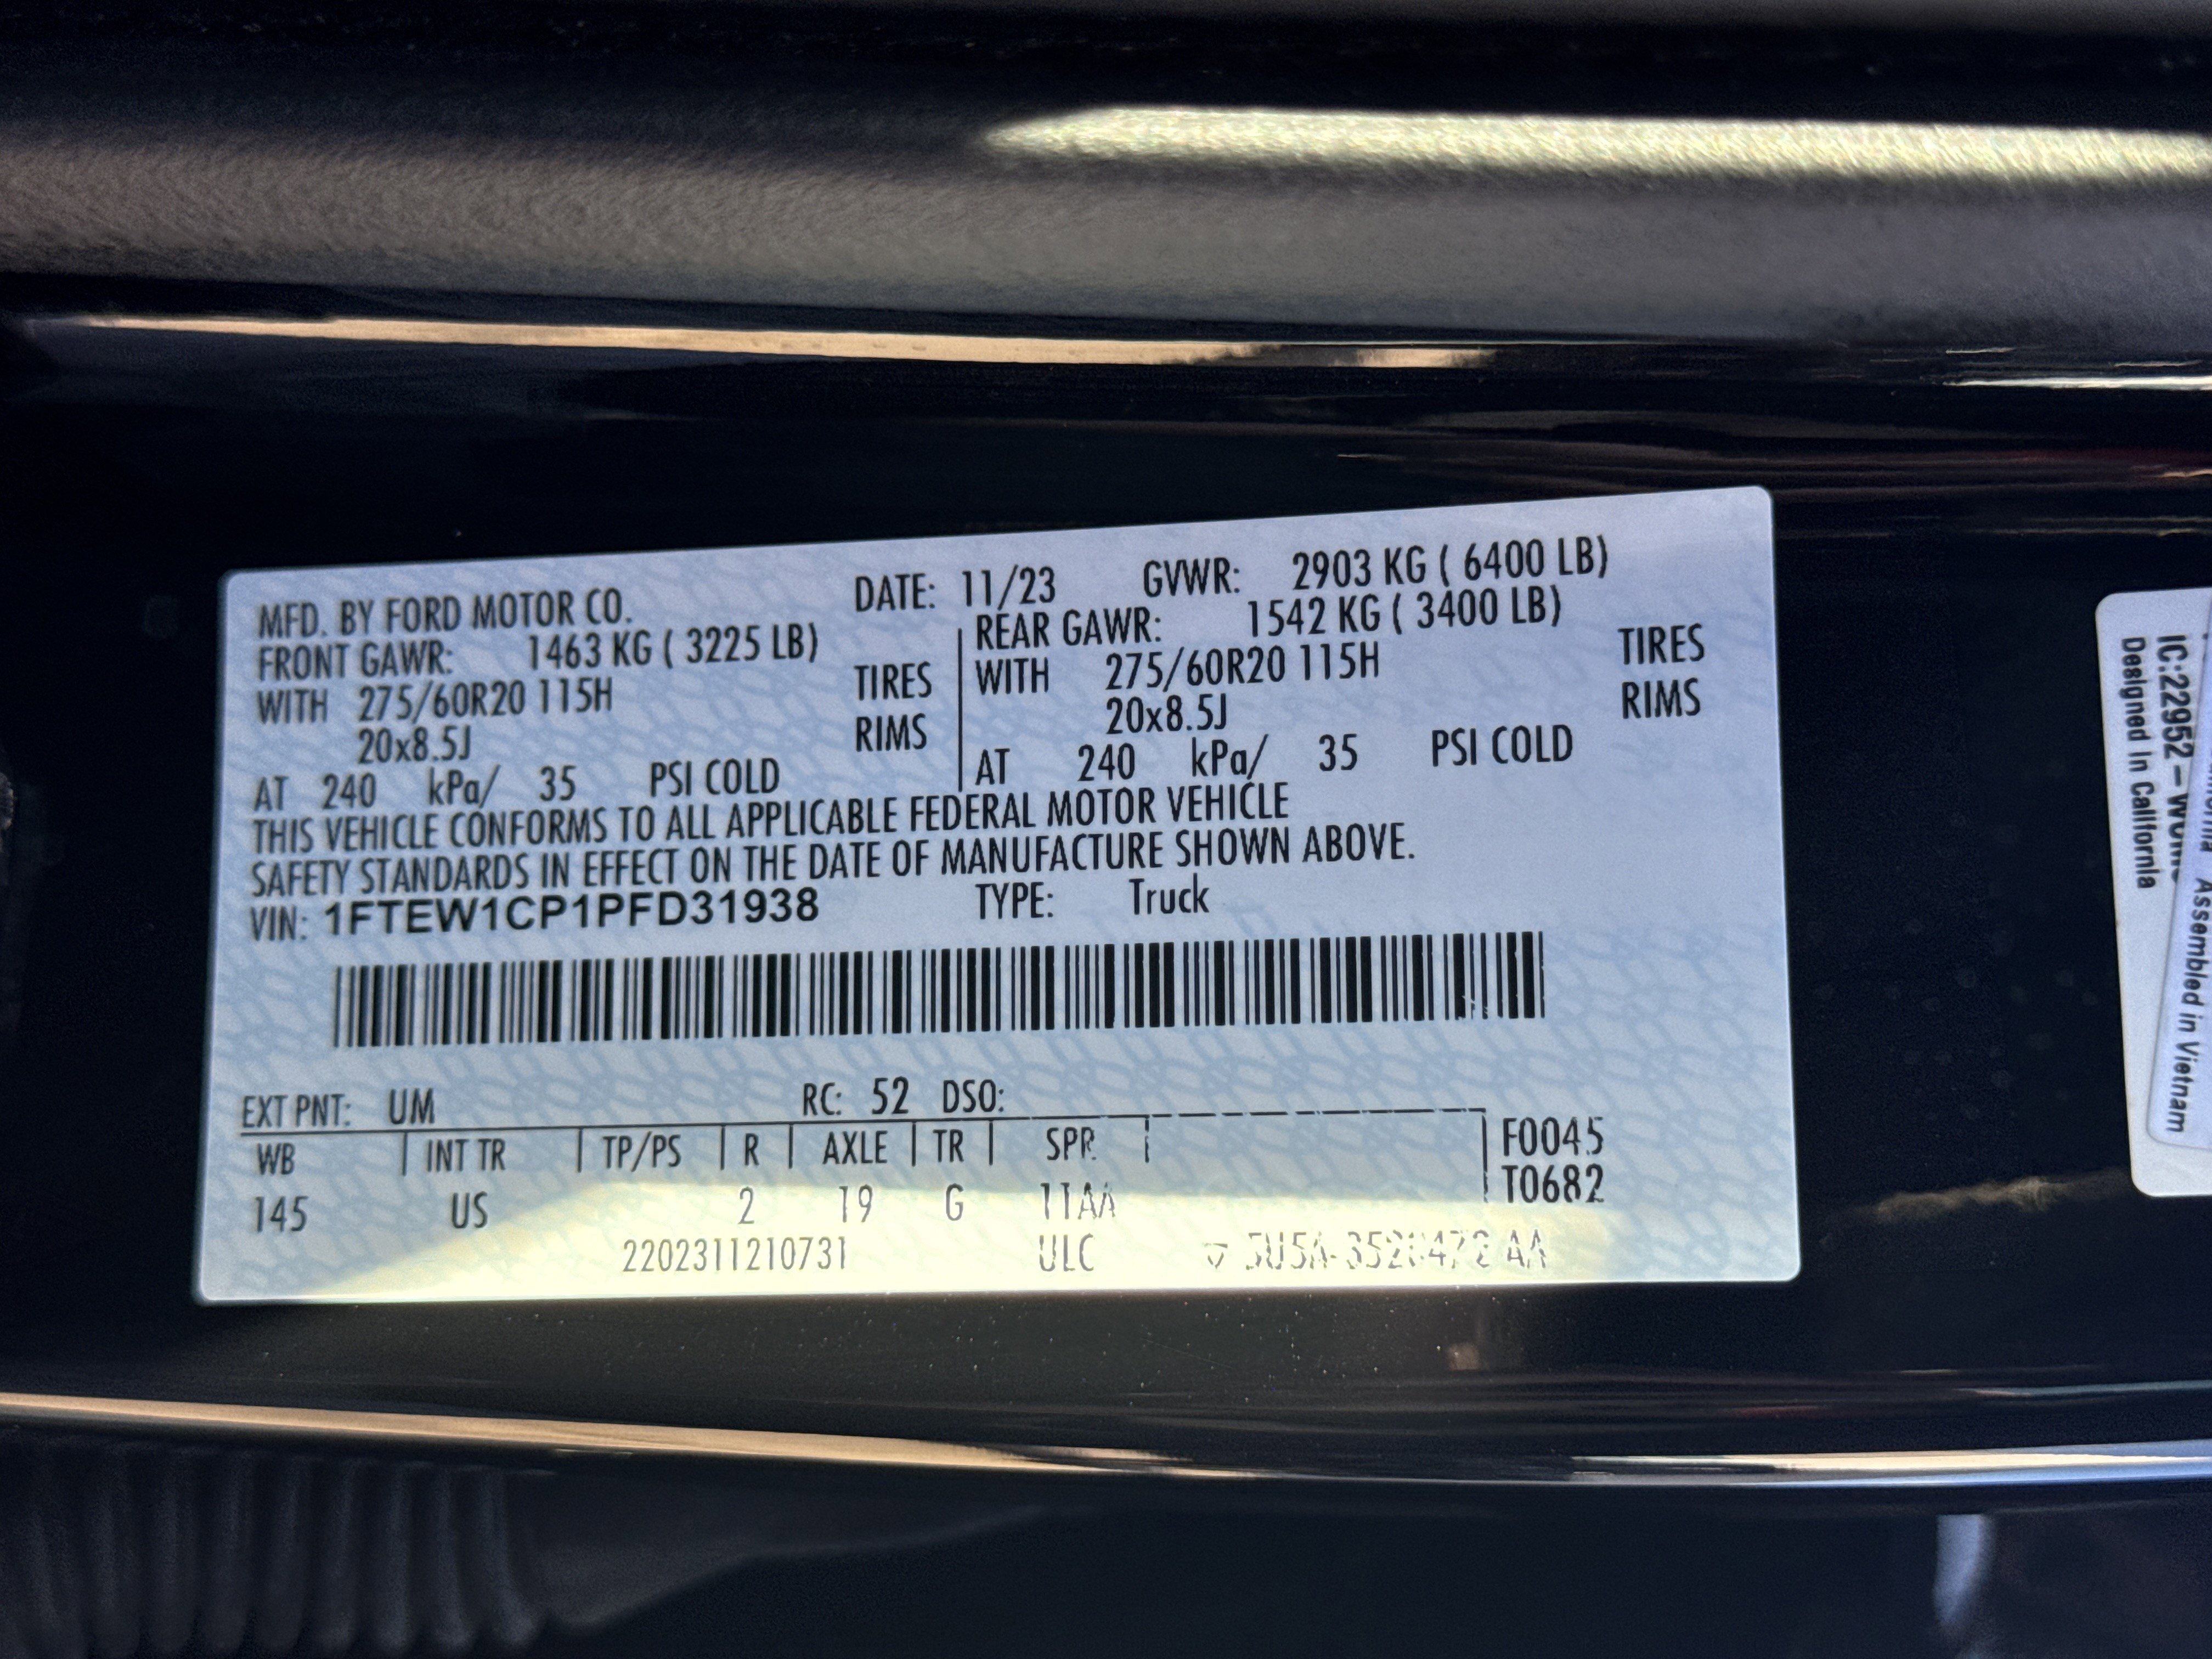 MFD. BY FORD MOTOR CO. DATE: 11/23 GVWR: 2903 KG ( 6400 LB)
FRONT GAWR: 1463 KG ( 3225 LB)
WITH 275/60R20 115H TIRES
20x8.5J RIMS
AT 240 kPa/ 35 PSI COLD
REAR GAWR: 1542 KG ( 3400 LB)
WITH 275/60R20 115H TIRES
20x8.5J RIMS
AT 240 kPa/ 35 PSI COLD
THIS VEHICLE CONFORMS TO ALL APPLICABLE FEDERAL MOTOR VEHICLE
SAFETY STANDARDS IN EFFECT ON THE DATE OF MANUFACTURE SHOWN ABOVE.
VIN: 1FTEW1CP1PFD31938 TYPE: Truck
EXT PNT: UM RC: 52 DSO:
WB INT TR TP/PS R AXLE TR SPR F0045
T0682
145 US 2 19 G 11AA
2202311210731 ULC
IC:22952-
Designed in California
Assembled in Vietnam